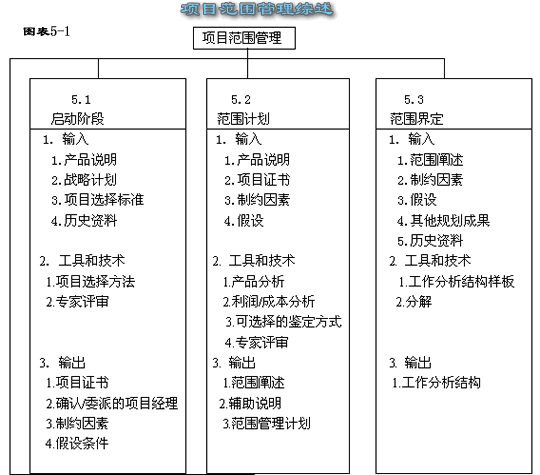 项目范围管理综述
图表5-1
项目范围管理
5.1
启动阶段
1. 输入
1.产品说明
2.战略计划
3.项目选择标准
4.历史资料
2. 工具和技术
1.项目选择方法
2.专家评审
3. 输出
1.项目证书
2.确认/委派的项目经理
3.制约因素
4.假设条件
5.2
范围计划
1. 输入
1.产品说明
2.项目证书
3.制约因素
4.假设
2. 工具和技术
1.产品分析
2.利润/成本分析
3.可选择的鉴定方式
4.专家评审
3. 输出
1.范围阐述
2.辅助说明
3.范围管理计划
5.3
范围界定
1. 输入
1.范围阐述
2.制约因素
3.假设
4.其他规划成果
5.历史资料
2. 工具和技术
1.工作分析结构样板
2.分解
3. 输出
1.工作分析结构